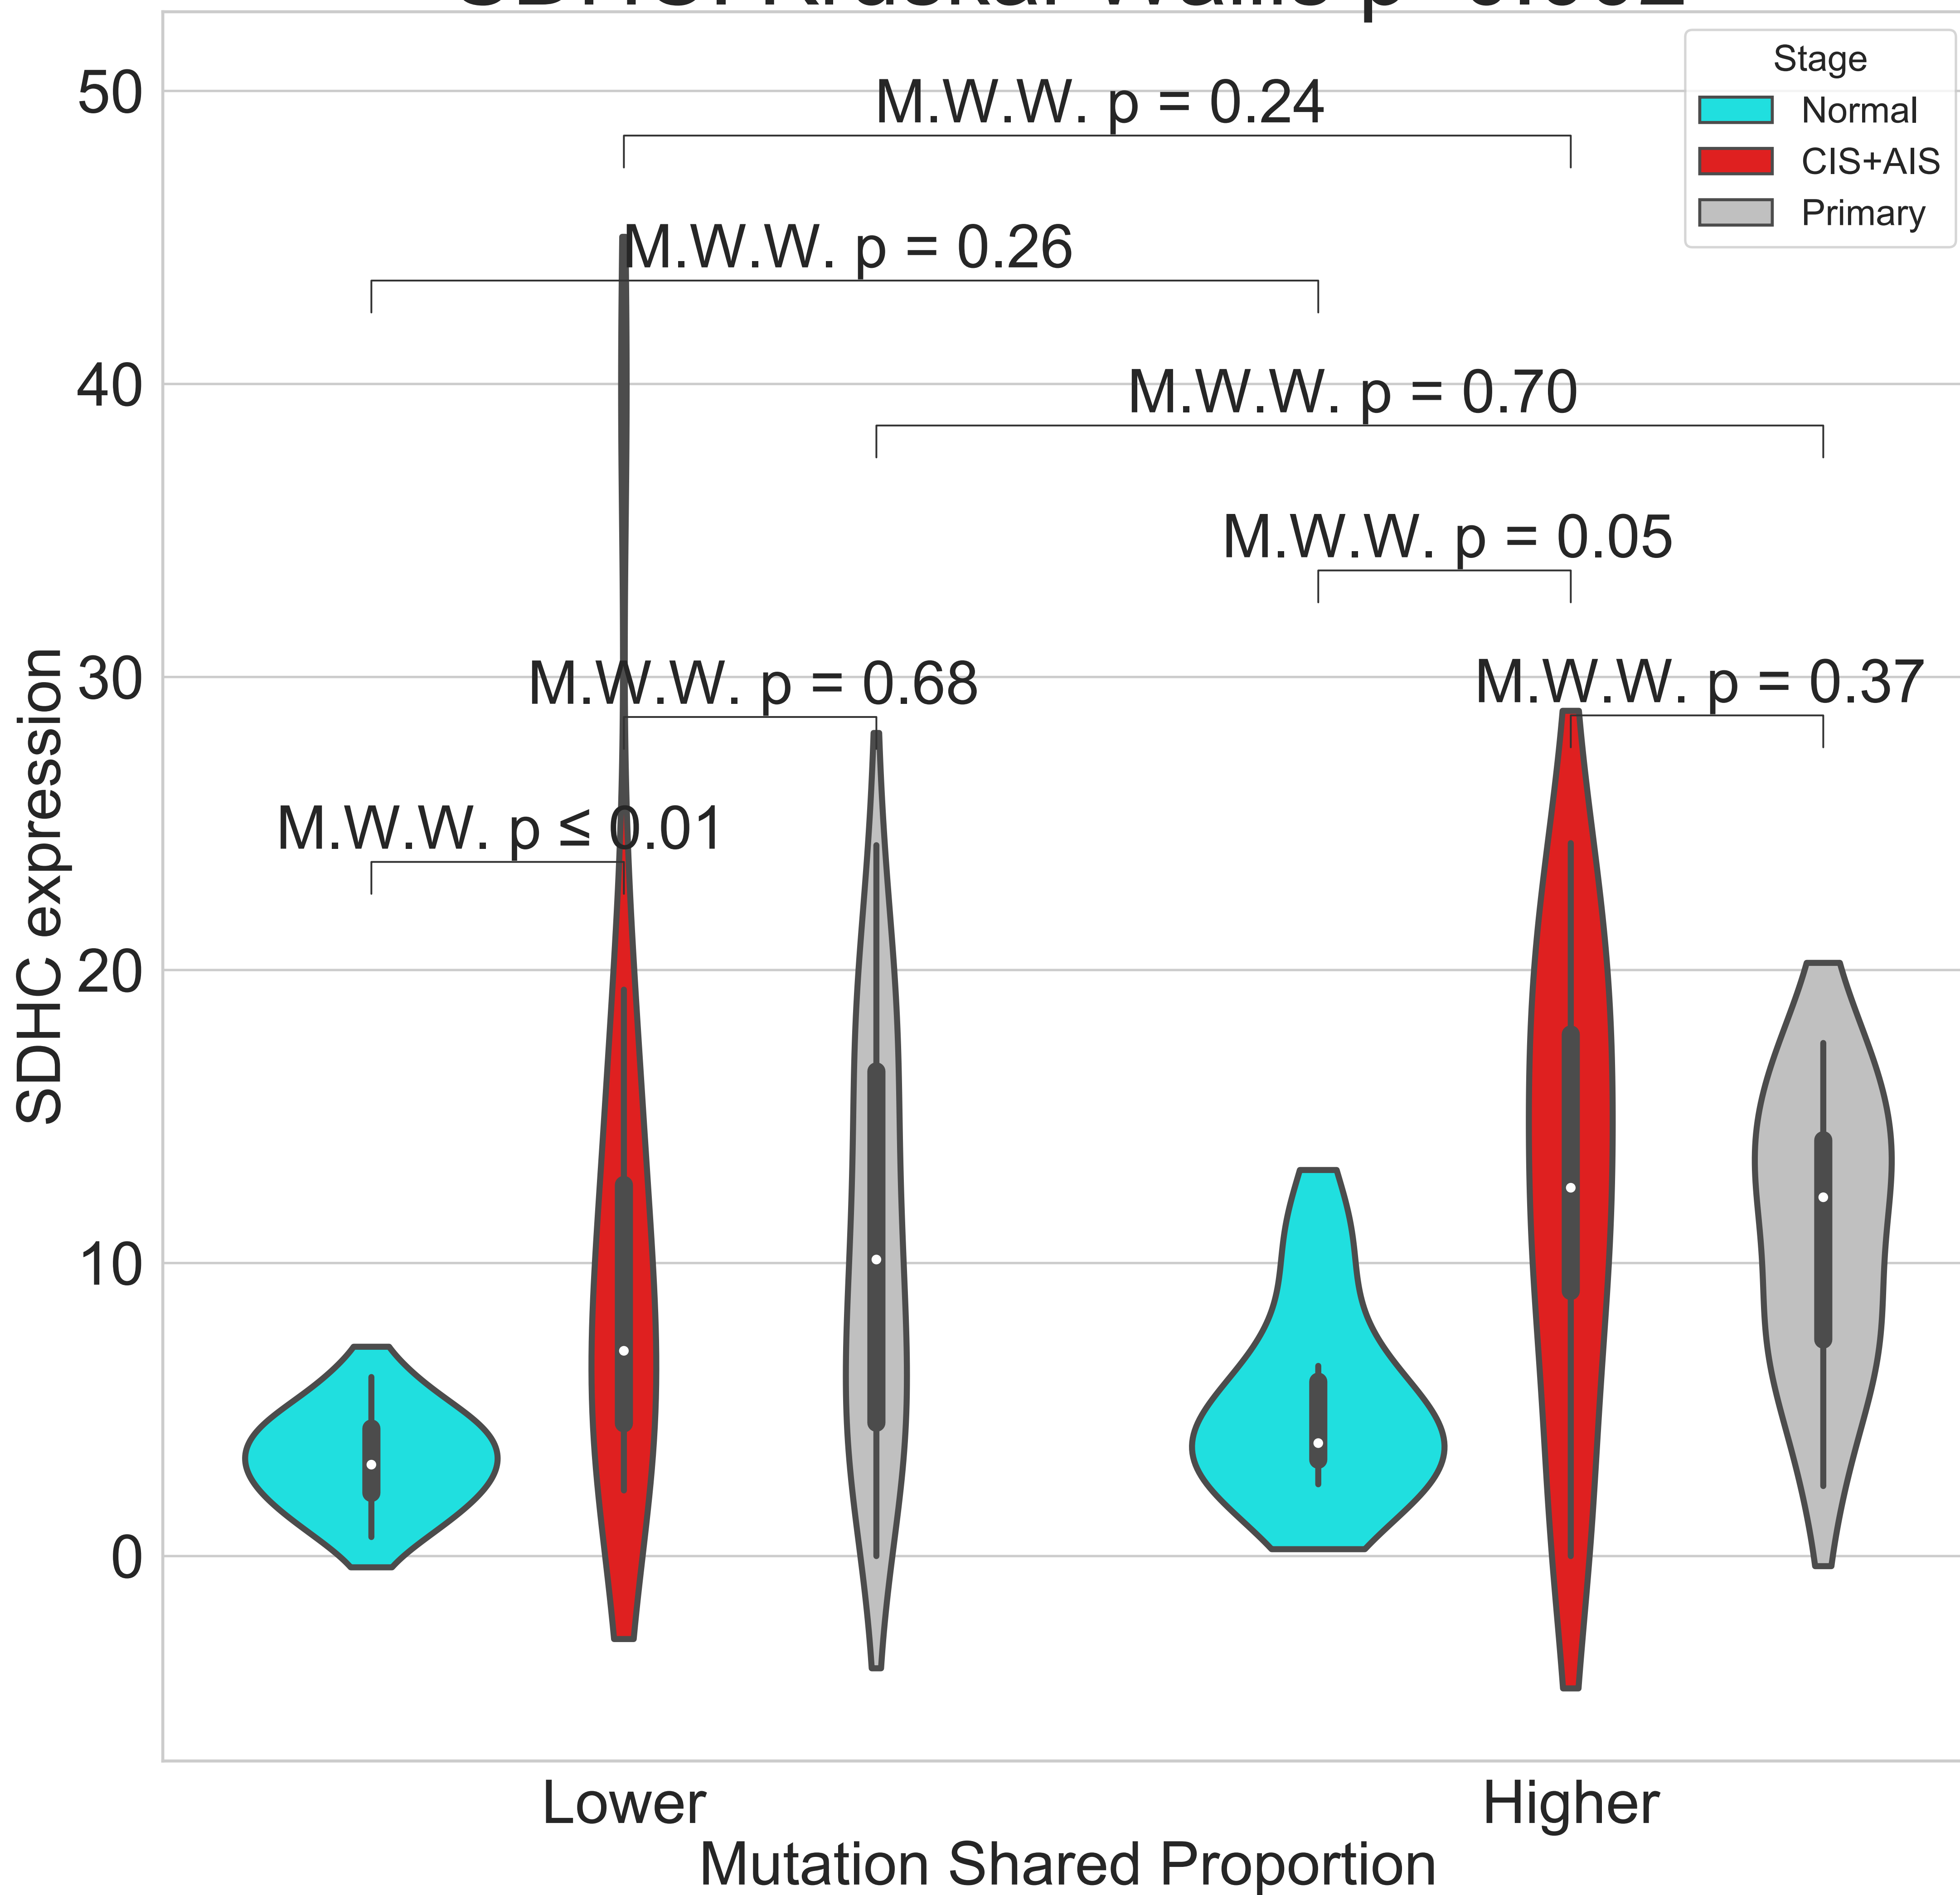 50
40
30
20
10
0
SDHC expression
M.W.W. p = 0.24
M.W.W. p = 0.26
M.W.W. p = 0.70
M.W.W. p = 0.05
M.W.W. p = 0.68
M.W.W. p = 0.37
M.W.W. p ≤ 0.01
Stage
Normal
CIS+AIS
Primary
Lower
Higher
Mutation Shared Proportion